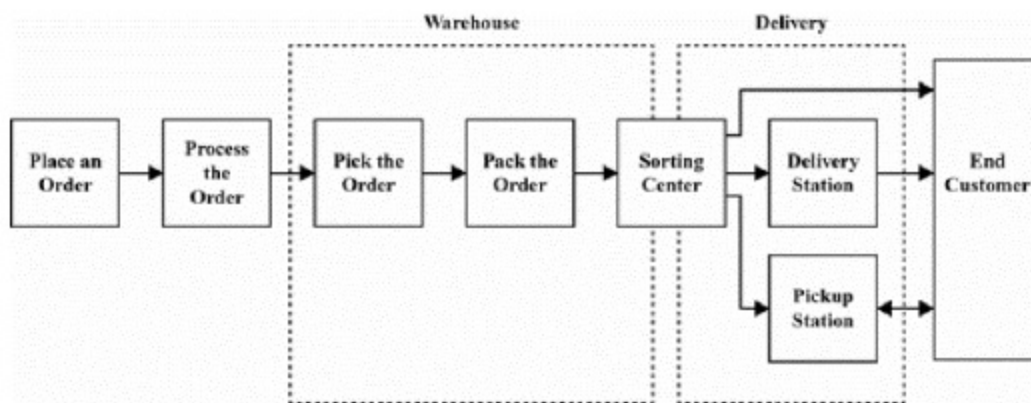 Warehouse
Delivery
Place an
Order
Process
the
Order
Pick the
Order
Pack the
Order
Sorting
Center
Delivery
Station
End
Customer
Pickup
Station